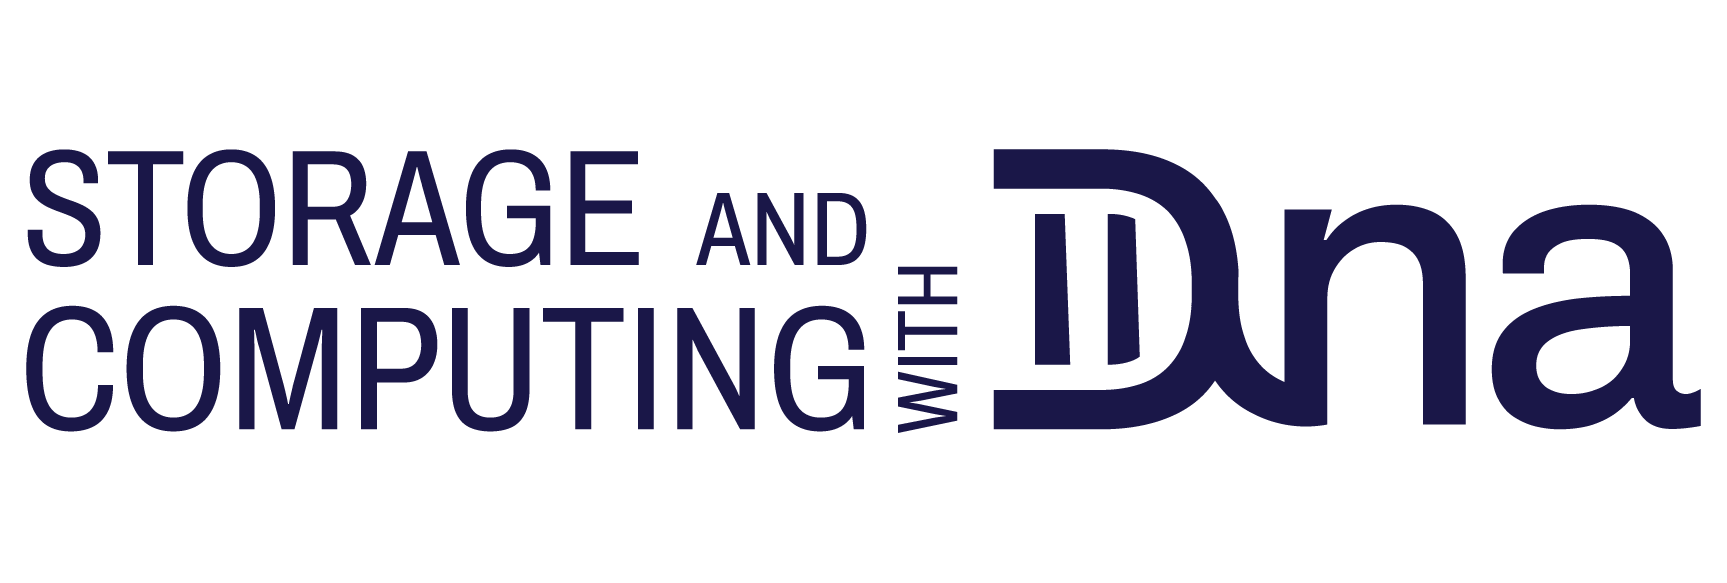 STORAGE AND
COMPUTING
WITH
Dna